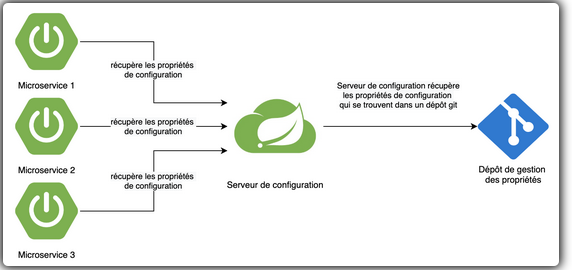 récupère les propriétés
de configuration
Microservice 1
récupère les propriétés
de configuration
Microservice 2
récupère les propriétés
de configuration
Microservice 3
Serveur de configuration
Serveur de configuration récupère
les propriétés de configuration
qui se trouvent dans un dépôt git
Dépôt de gestion
des propriétés